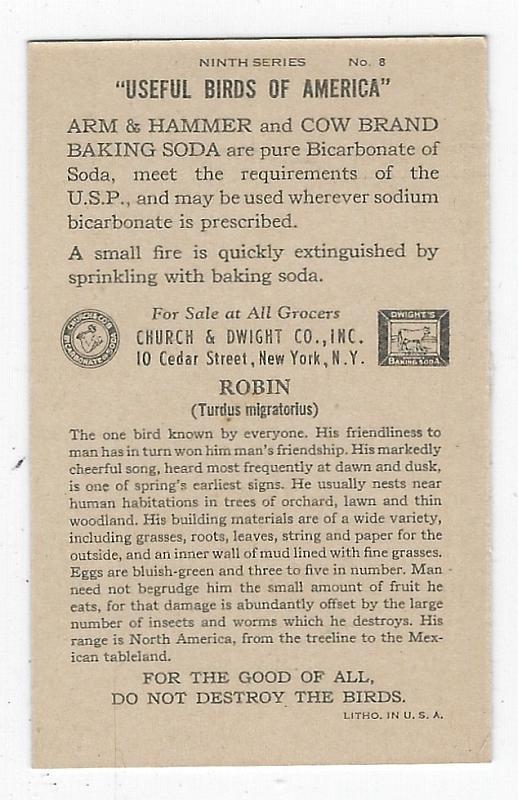 NINTH SERIES No. 8
"USEFUL BIRDS OF AMERICA"
ARM & HAMMER and COW BRAND
BAKING SODA are pure Bicarbonate of
Soda, meet the requirements of the
U.S.P., and may be used wherever sodium
bicarbonate is prescribed.
A small fire is quickly extinguished by
sprinkling with baking soda.
For Sale at All Grocers
CHURCH & DWIGHT CO., INC.
10 Cedar Street, New York, N.Y.
CHURCH & CO'S
BICARBONATE OF SODA
DWIGHT'S
BAKING SODA
ROBIN
(Turdus migratorius)
The one bird known by everyone. His friendliness to
man has in turn won him man's friendship. His markedly
cheerful song, heard most frequently at dawn and dusk,
is one of spring's earliest signs. He usually nests near
human habitations in trees of orchard, lawn and thin
woodland. His building materials are of a wide variety,
including grasses, roots, leaves, string and paper for the
outside, and an inner wall of mud lined with fine grasses.
Eggs are bluish-green and three to five in number. Man
need not begrudge him the small amount of fruit he
eats, for that damage is abundantly offset by the large
number of insects and worms which he destroys. His
range is North America, from the treeline to the Mex-
ican tableland.
FOR THE GOOD OF ALL,
DO NOT DESTROY THE BIRDS.
LITHO. IN U. S. A.